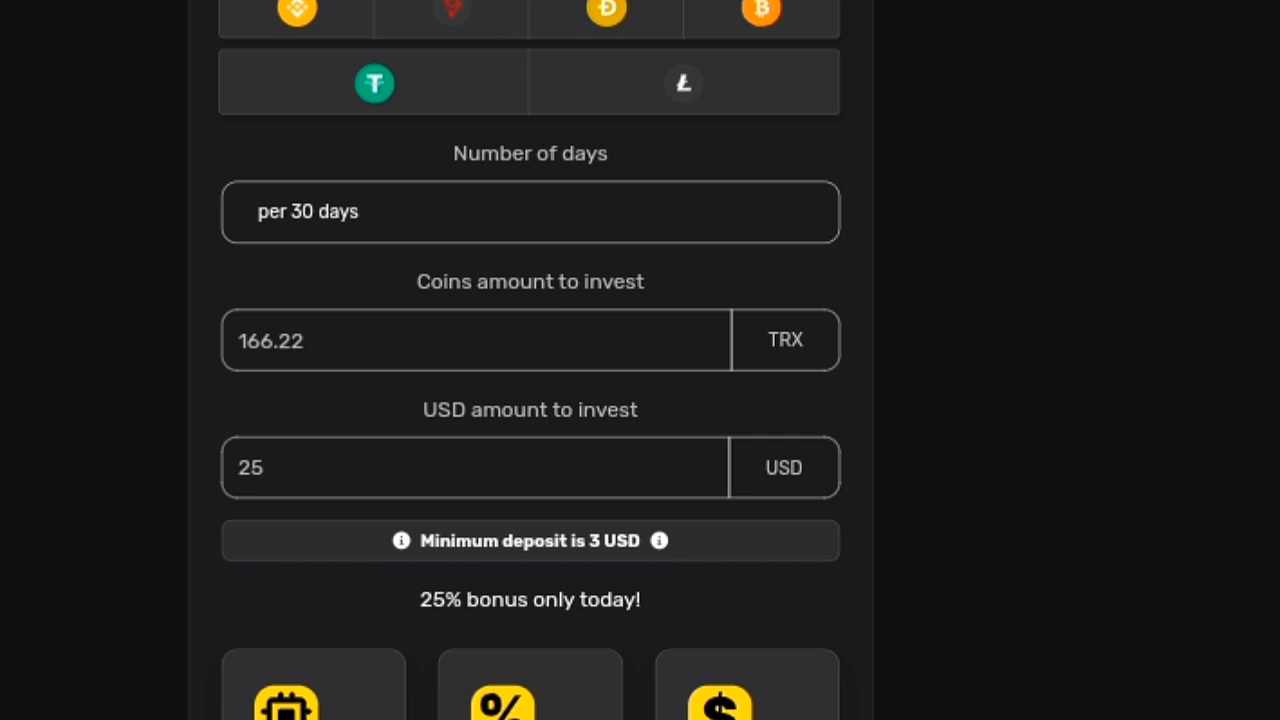 Number of days
per 30 days
Coins amount to invest
166.22 TRX
USD amount to invest
25 USD
Minimum deposit is 3 USD
25% bonus only today!